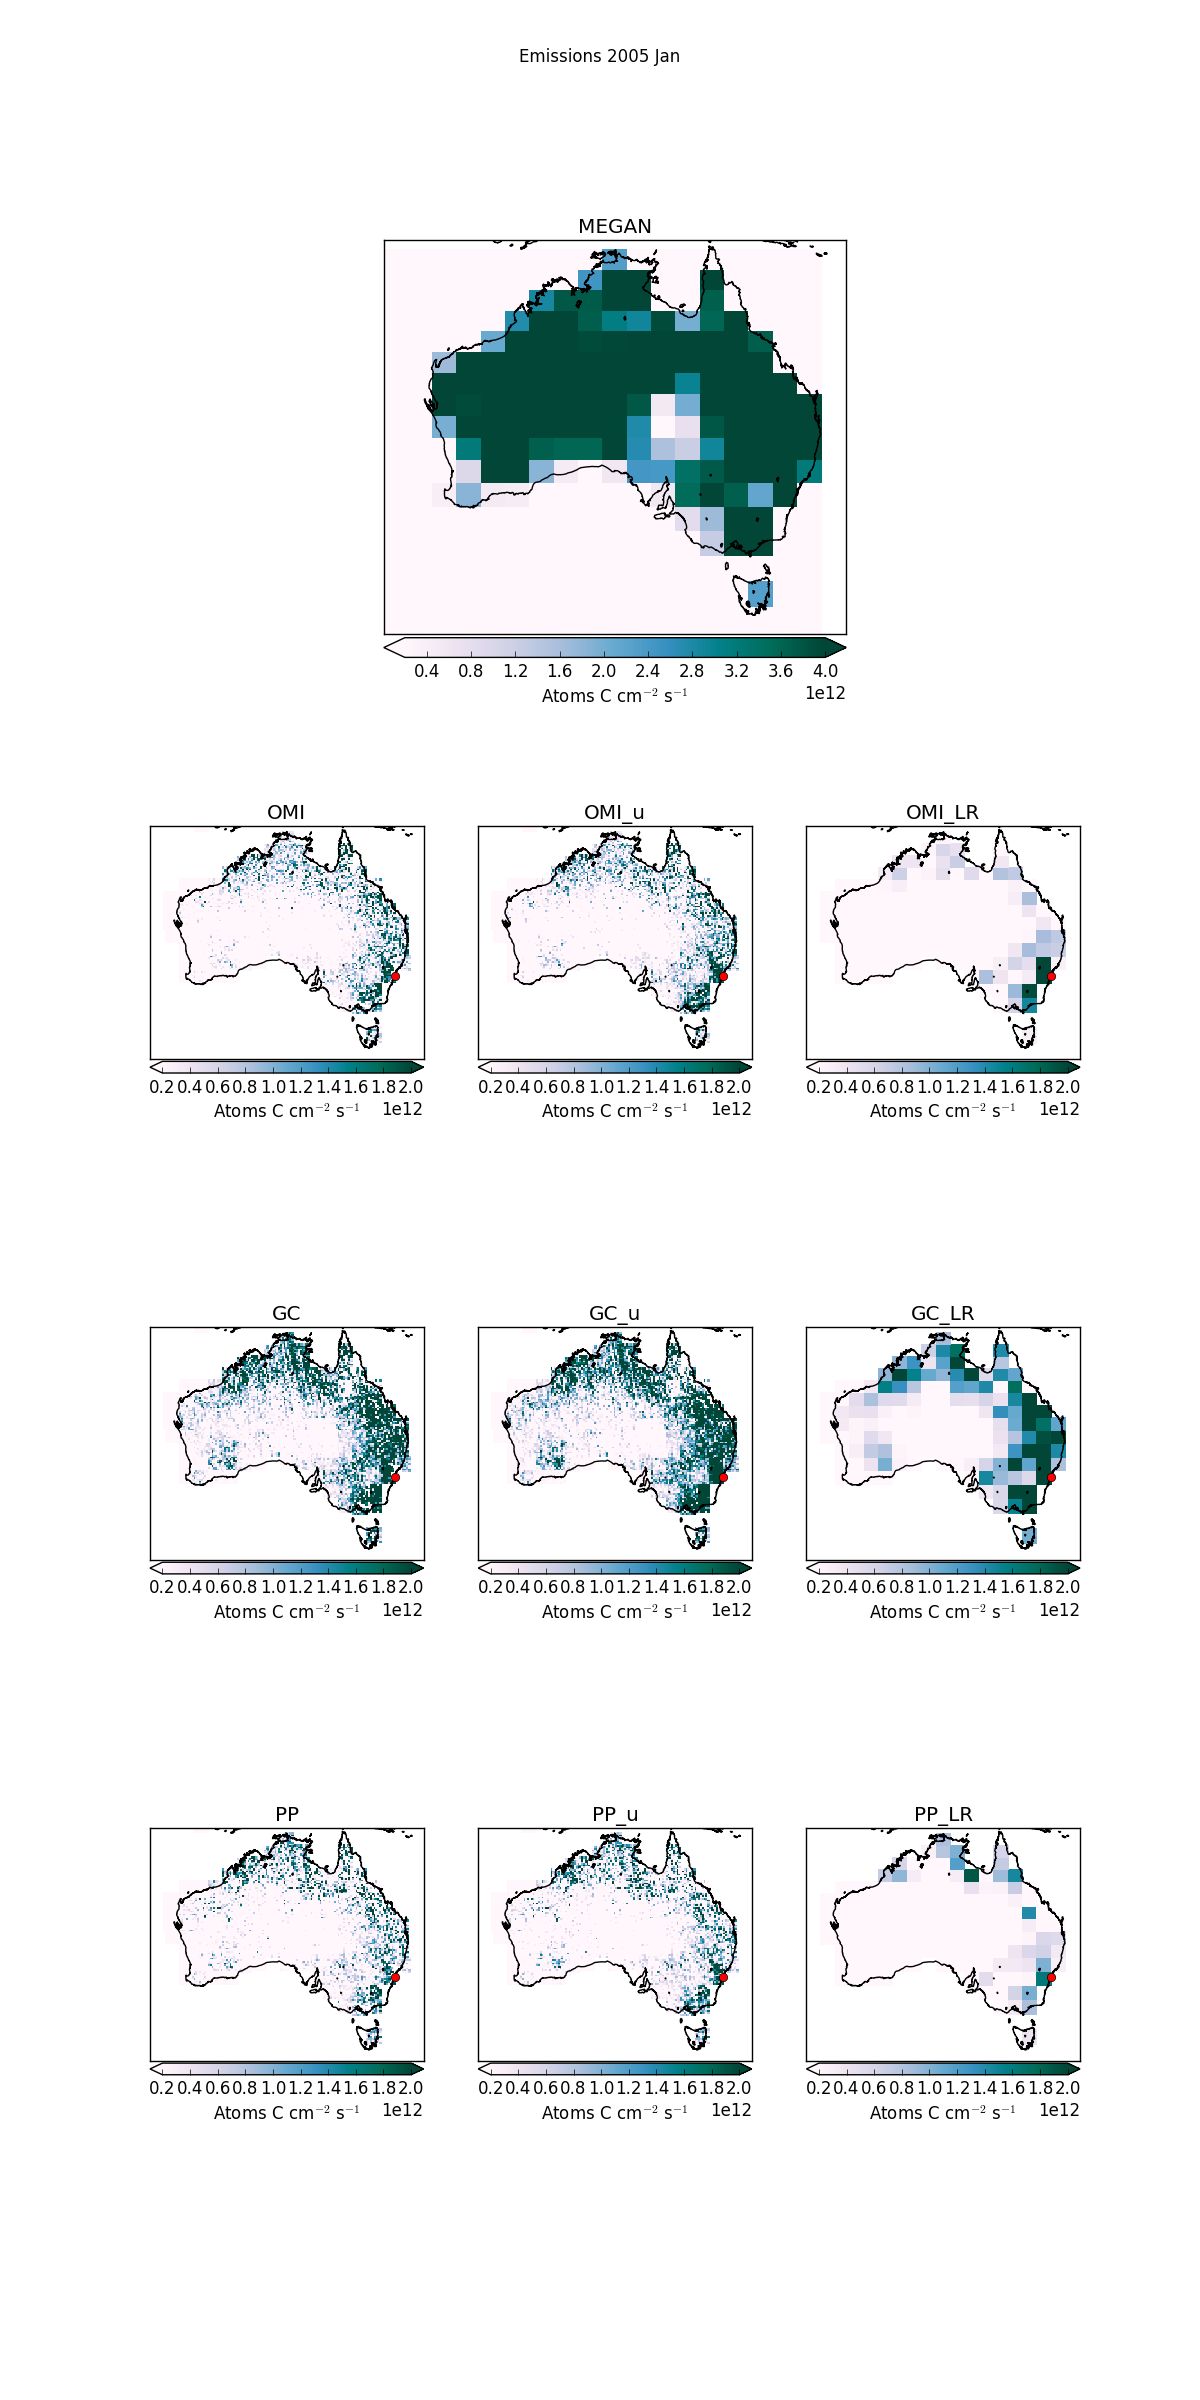 Emissions 2005 Jan
MEGAN
0.4 0.8 1.2 1.6 2.0 2.4 2.8 3.2 3.6 4.0
Atoms C cm⁻² s⁻¹ 1e12
OMI OMI_u OMI_LR
0.2 0.4 0.6 0.8 1.0 1.2 1.4 1.6 1.8 2.0 0.2 0.4 0.6 0.8 1.0 1.2 1.4 1.6 1.8 2.0 0.2 0.4 0.6 0.8 1.0 1.2 1.4 1.6 1.8 2.0
Atoms C cm⁻² s⁻¹ 1e12 Atoms C cm⁻² s⁻¹ 1e12 Atoms C cm⁻² s⁻¹ 1e12
GC GC_u GC_LR
0.2 0.4 0.6 0.8 1.0 1.2 1.4 1.6 1.8 2.0 0.2 0.4 0.6 0.8 1.0 1.2 1.4 1.6 1.8 2.0 0.2 0.4 0.6 0.8 1.0 1.2 1.4 1.6 1.8 2.0
Atoms C cm⁻² s⁻¹ 1e12 Atoms C cm⁻² s⁻¹ 1e12 Atoms C cm⁻² s⁻¹ 1e12
PP PP_u PP_LR
0.2 0.4 0.6 0.8 1.0 1.2 1.4 1.6 1.8 2.0 0.2 0.4 0.6 0.8 1.0 1.2 1.4 1.6 1.8 2.0 0.2 0.4 0.6 0.8 1.0 1.2 1.4 1.6 1.8 2.0
Atoms C cm⁻² s⁻¹ 1e12 Atoms C cm⁻² s⁻¹ 1e12 Atoms C cm⁻² s⁻¹ 1e12